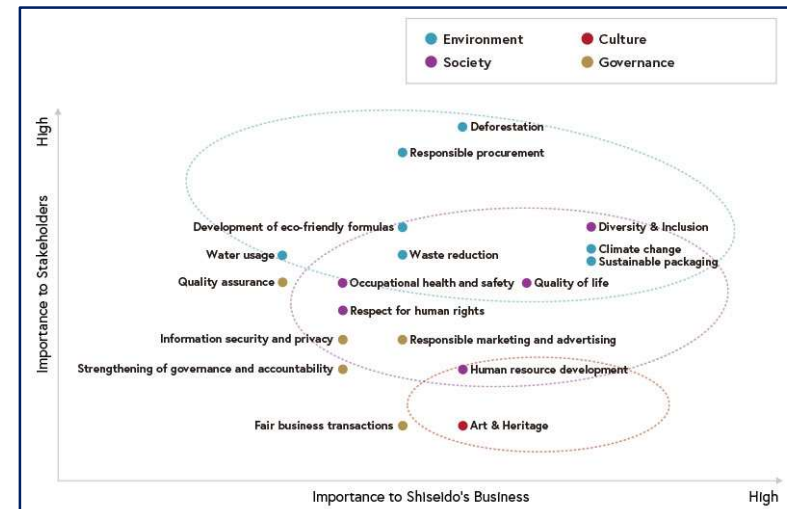 Environment
Culture
Society
Governance
High
Importance to Stakeholders
Deforestation
Responsible procurement
Development of eco-friendly formulas
Diversity & Inclusion
Water usage
Waste reduction
Climate change
Sustainable packaging
Quality assurance
Occupational health and safety
Quality of life
Respect for human rights
Information security and privacy
Responsible marketing and advertising
Strengthening of governance and accountability
Human resource development
Fair business transactions
Art & Heritage
Importance to Shiseido's Business
High